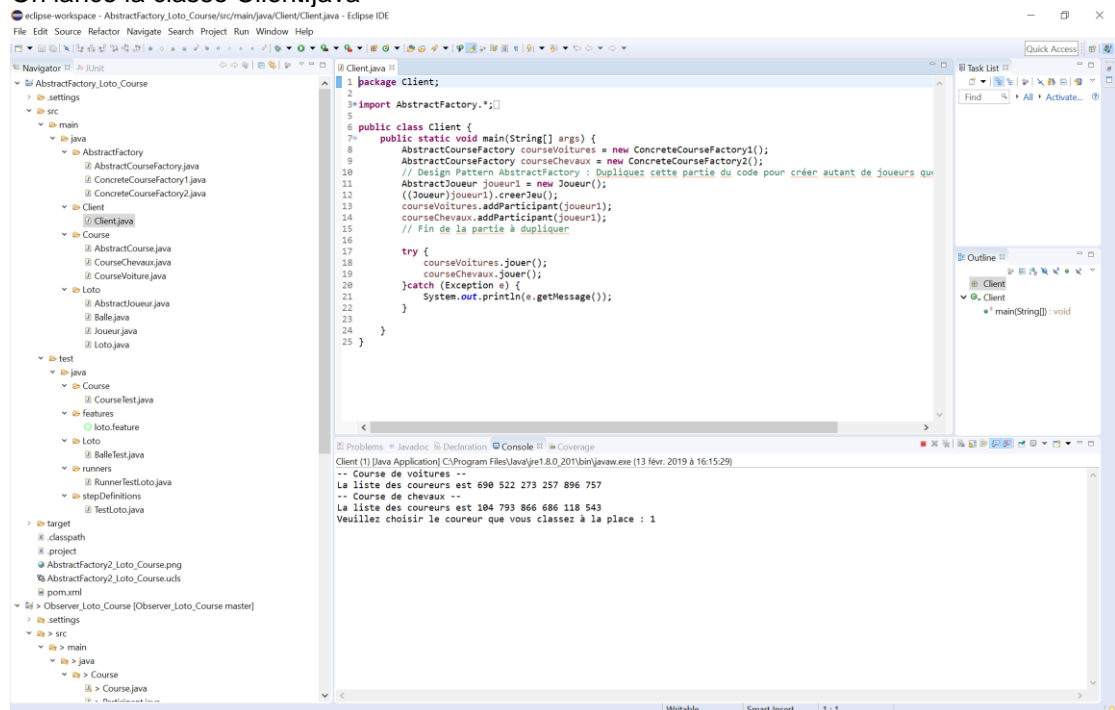 On lance la classe Client.java
eclipse-workspace - AbstractFactory_Loto_Course/src/main/java/Client/Client.java - Eclipse IDE
File Edit Source Refactor Navigate Search Project Run Window Help
Quick Access
Navigator JUnit
AbstractFactory_Loto_Course
.settings
src
main
java
AbstractFactory
AbstractCourseFactory.java
ConcreteCourseFactory1.java
ConcreteCourseFactory2.java
Client
Client.java
Course
AbstractCourse.java
CourseChevaux.java
CourseVoiture.java
Loto
AbstractJoueur.java
Balle.java
Joueur.java
Loto.java
test
java
Course
CourseTest.java
features
loto.feature
Loto
BalleTest.java
runners
RunnerTestLoto.java
stepDefinitions
TestLoto.java
target
.classpath
.project
AbstractFactory2_Loto_Course.png
AbstractFactory2_Loto_Course.ucls
pom.xml
> Observer_Loto_Course [Observer_Loto_Course master]
.settings
> src
> main
> java
> Course
> Course.java
Client.java
1 package Client;
2
3 import AbstractFactory.*;
5
6 public class Client {
7 public static void main(String[] args) {
8 AbstractCourseFactory courseVoitures = new ConcreteCourseFactory1();
9 AbstractCourseFactory courseChevaux = new ConcreteCourseFactory2();
10 // Design Pattern AbstractFactory : Dupliquez cette partie du code pour créer autant de joueurs que
11 AbstractJoueur joueur1 = new Joueur();
12 ((Joueur)joueur1).creerJeu();
13 courseVoitures.addParticipant(joueur1);
14 courseChevaux.addParticipant(joueur1);
15 // Fin de la partie à dupliquer
16
17 try {
18 courseVoitures.jouer();
19 courseChevaux.jouer();
20 }catch (Exception e) {
21 System.out.println(e.getMessage());
22 }
23
24 }
25 }
Task List
Find All Activate...
Outline
Client
Client
main(String[]) : void
Problems Javadoc Declaration Console Coverage
Client (1) [Java Application] C:\Program Files\Java\jre1.8.0_201\bin\javaw.exe (13 févr. 2019 à 16:15:29)
-- Course de voitures --
La liste des coureurs est 690 522 273 257 896 757
-- Course de chevaux --
La liste des coureurs est 104 793 866 686 118 543
Veuillez choisir le coureur que vous classez à la place : 1
Writable Smart Insert 1 : 1